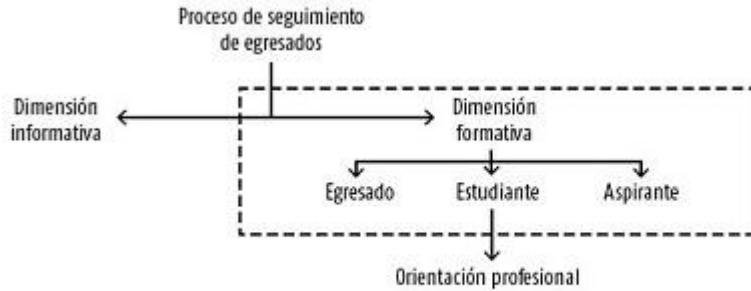 Proceso de seguimiento
de egresados
Dimensión
informativa
Dimensión
formativa
Egresado
Estudiante
Aspirante
Orientación profesional